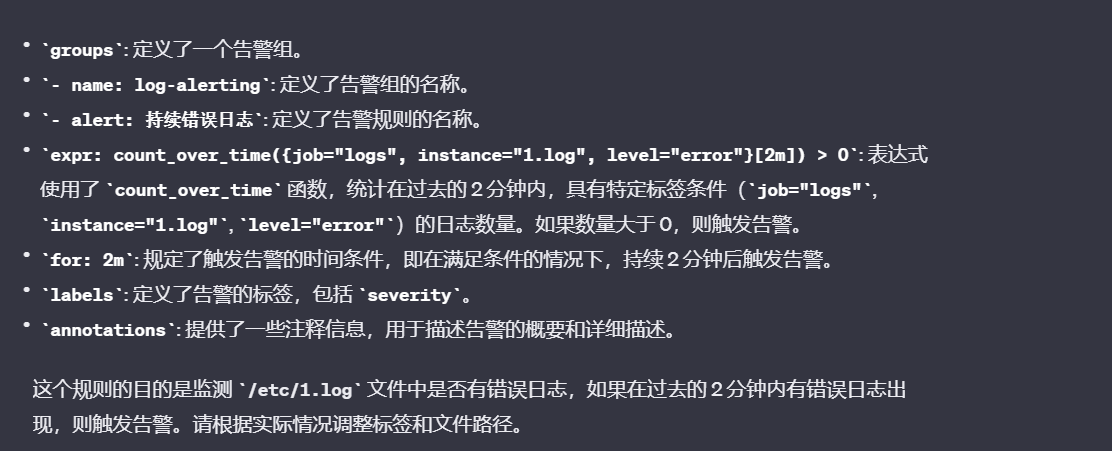 • `groups`: 定义了一个告警组。
• `- name: log-alerting`: 定义了告警组的名称。
• `- alert: 持续错误日志`: 定义了告警规则的名称。
• `expr: count_over_time({job="logs", instance="1.log", level="error"}[2m]) > 0`: 表达式
使用了 `count_over_time` 函数，统计在过去的 2 分钟内，具有特定标签条件（`job="logs"`,
`instance="1.log"`, `level="error"`）的日志数量。如果数量大于 0，则触发告警。
• `for: 2m`: 规定了触发告警的时间条件，即在满足条件的情况下，持续 2 分钟后触发告警。
• `labels`: 定义了告警的标签，包括 `severity`。
• `annotations`: 提供了一些注释信息，用于描述告警的概要和详细描述。
这个规则的目的是监测 `/etc/1.log` 文件中是否有错误日志，如果在过去的 2 分钟内有错误日志出
现，则触发告警。请根据实际情况调整标签和文件路径。